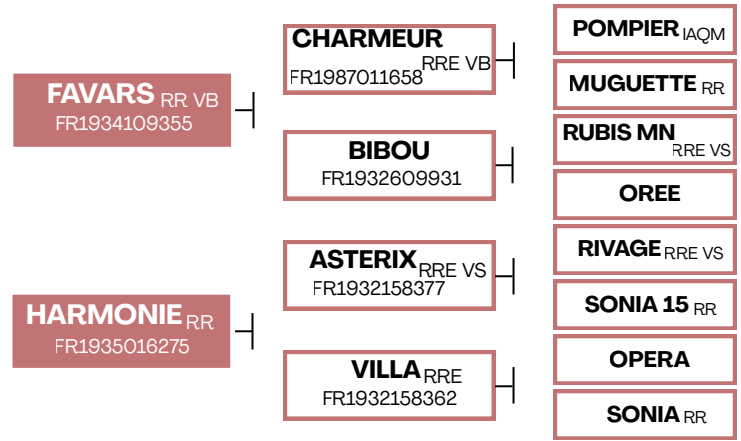 FAVARS RR VB
FR1934109355
HARMONIE RR
FR1935016275
CHARMEUR
FR1987011658 RRE VB
BIBOU
FR1932609931
ASTERIX RRE VS
FR1932158377
VILLA RRE
FR1932158362
POMPIER IAQM
MUGUETTE RR
RUBIS MN
RRE VS
OREE
RIVAGE RRE VS
SONIA 15 RR
OPERA
SONIA RR